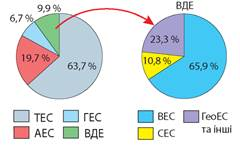 9,9 %
ВДЕ
6,7 %
23,3 %
19,7 %
10,8 %
63,7 %
65,9 %
ТЕС
ГЕС
ВЕС
ГеоЕС
та інші
АЕС
ВДЕ
СЕС